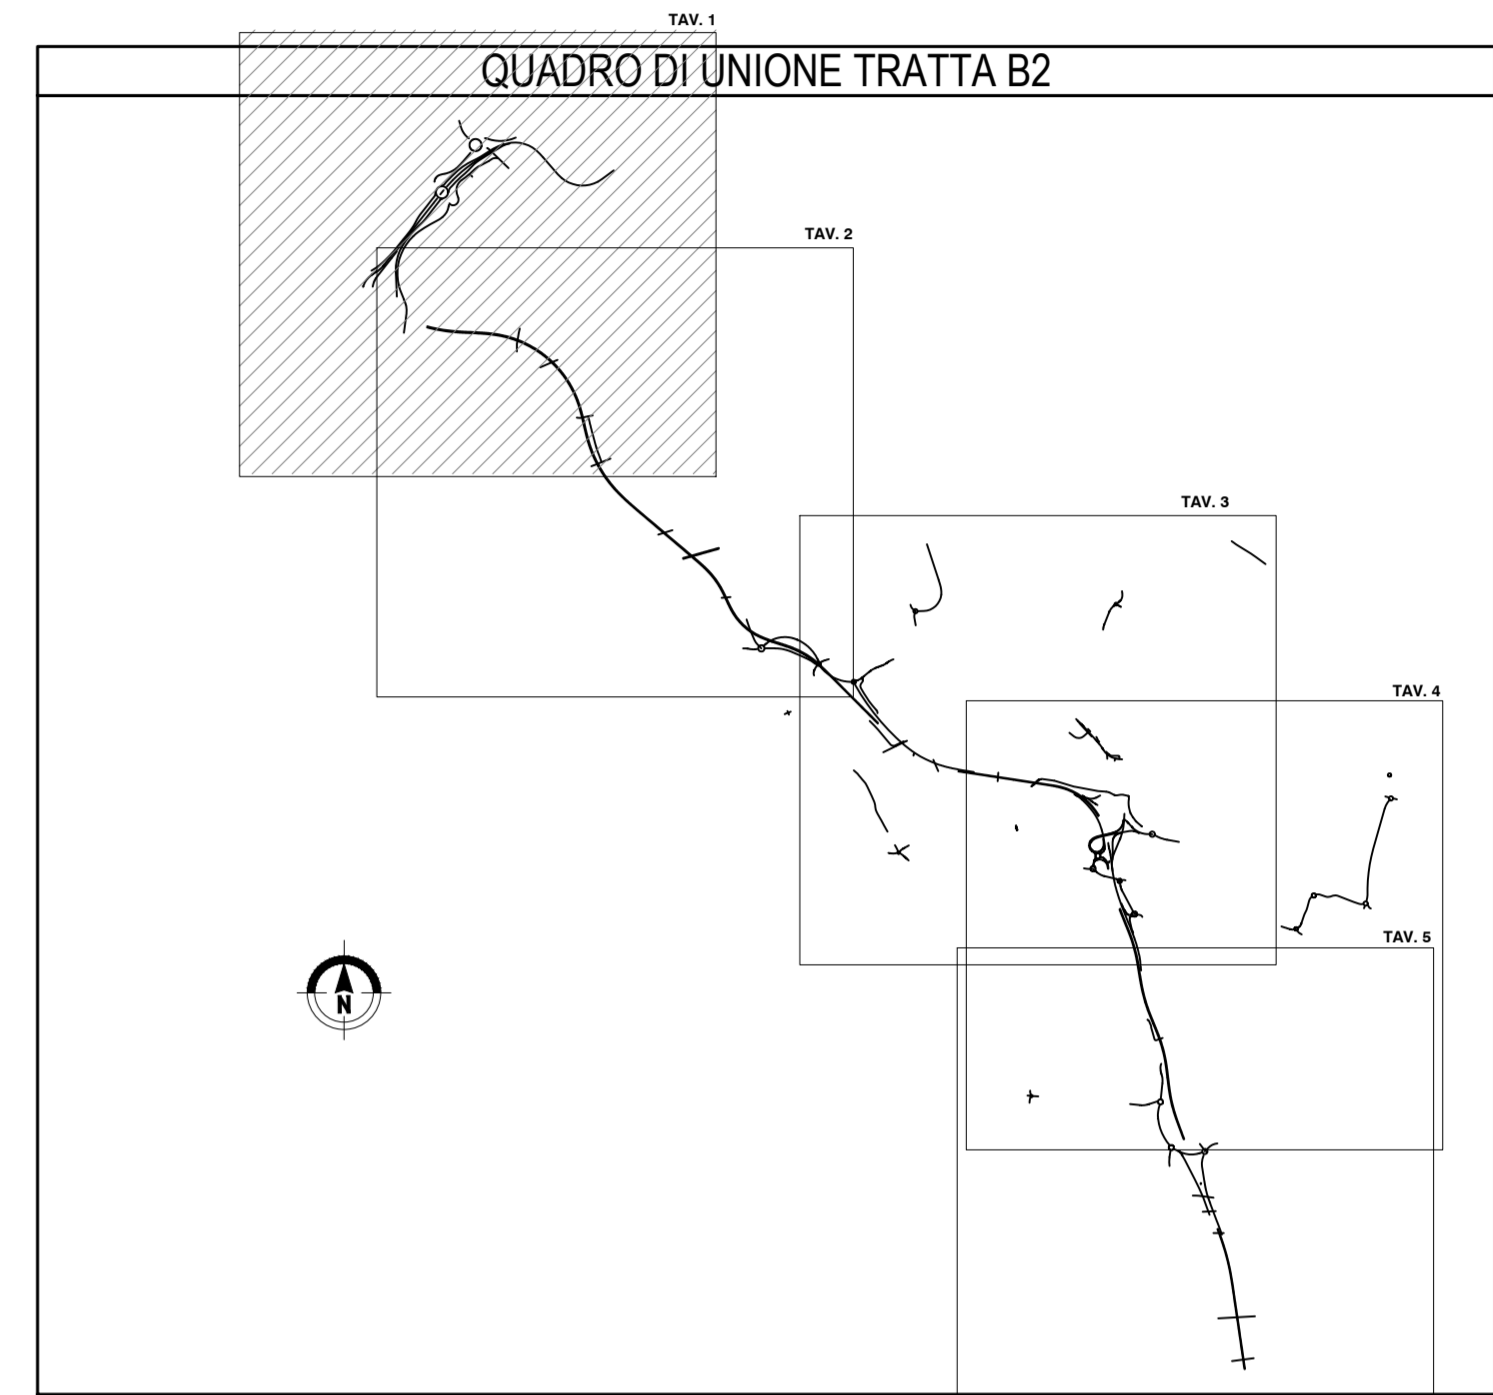 TAV. 1
QUADRO DI UNIONE TRATTA B2
TAV. 2
TAV. 3
TAV. 4
TAV. 5
N